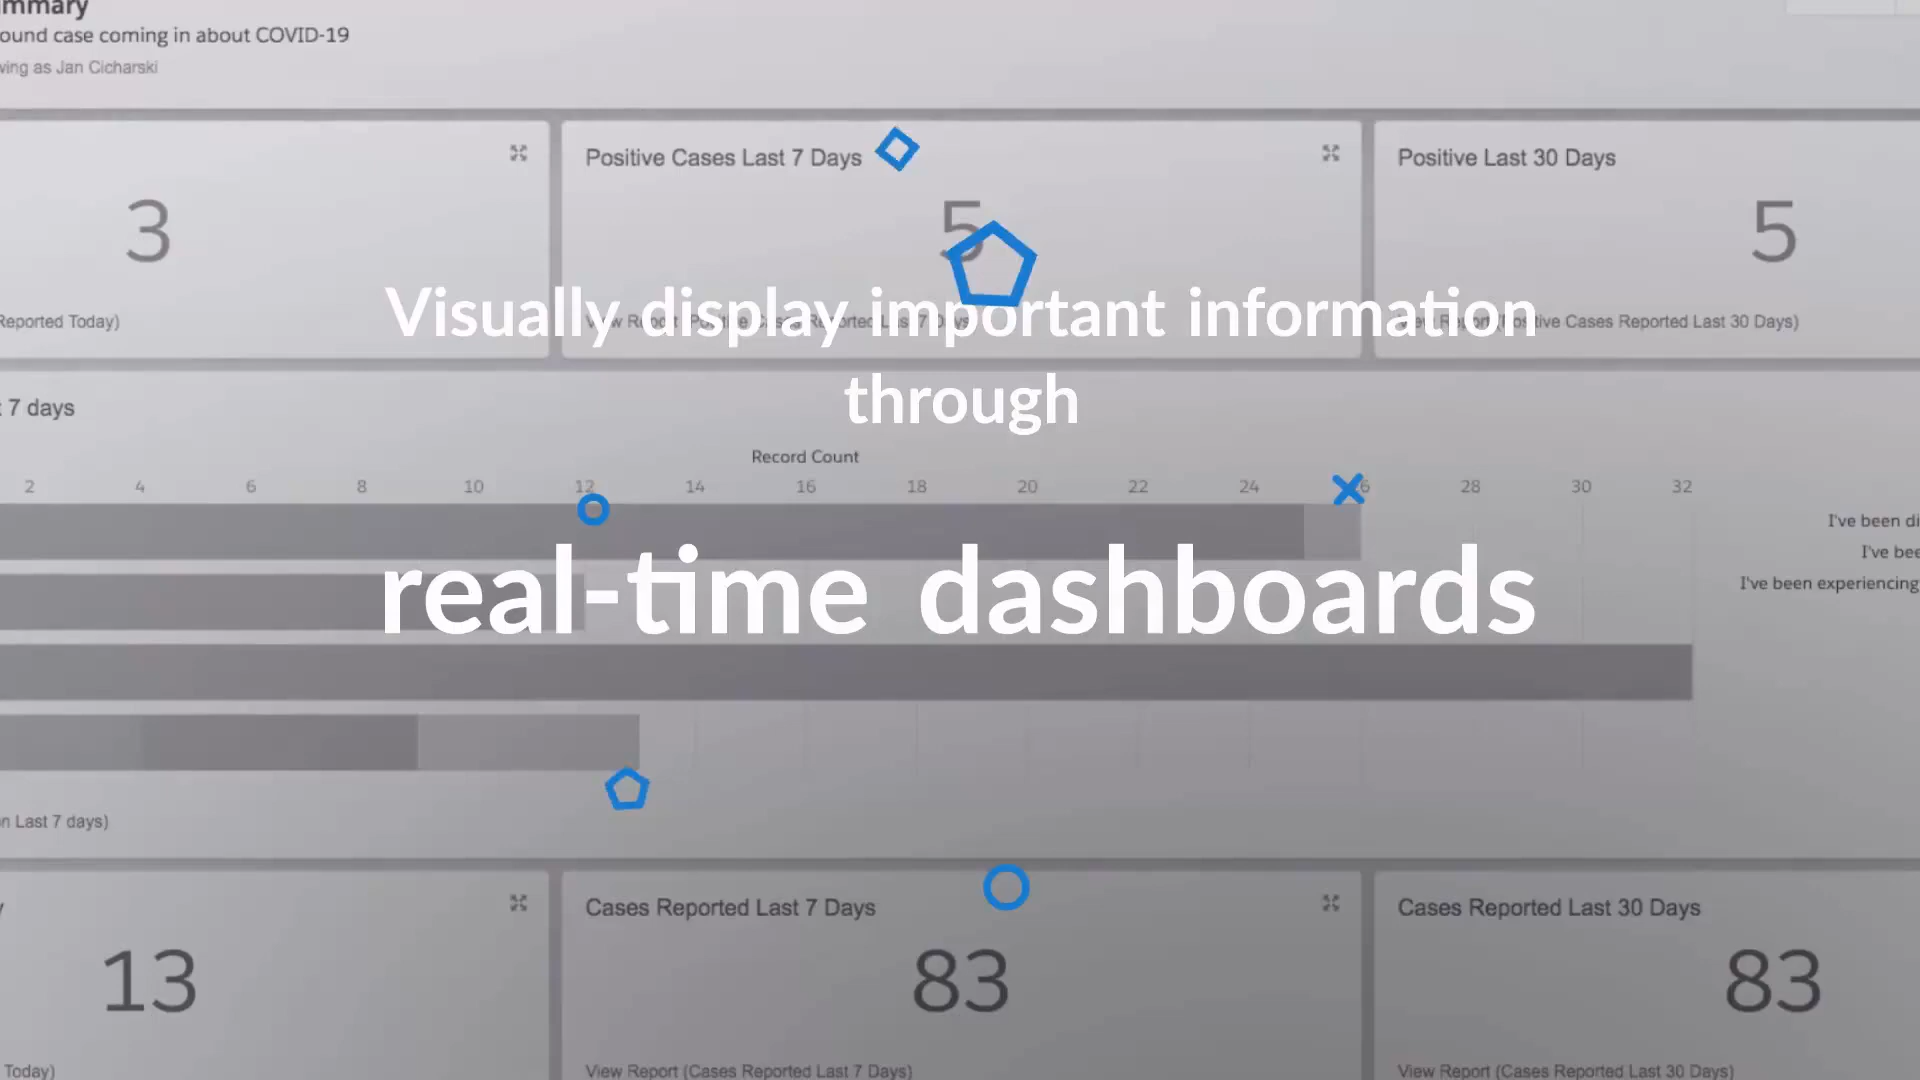 ound case coming in about COVID-19
as Jan Cicharski
Positive Cases Last 7 Days
Positive Last 30 Days
3
5
5
Reported Today)
Positive Cases Reported Last 30 Days)
Visually display important information
through
7 days
Record Count
2 4 6 8 10 12 14 16 18 20 22 24 26 28 30 32
I've been di
I've bee
I've been experiencing
real-time dashboards
n Last 7 days)
Cases Reported Last 7 Days
Cases Reported Last 30 Days
13
83
83
Today)
View Report (Cases Reported Last 7 Days)
View Report (Cases Reported Last 30 Days)